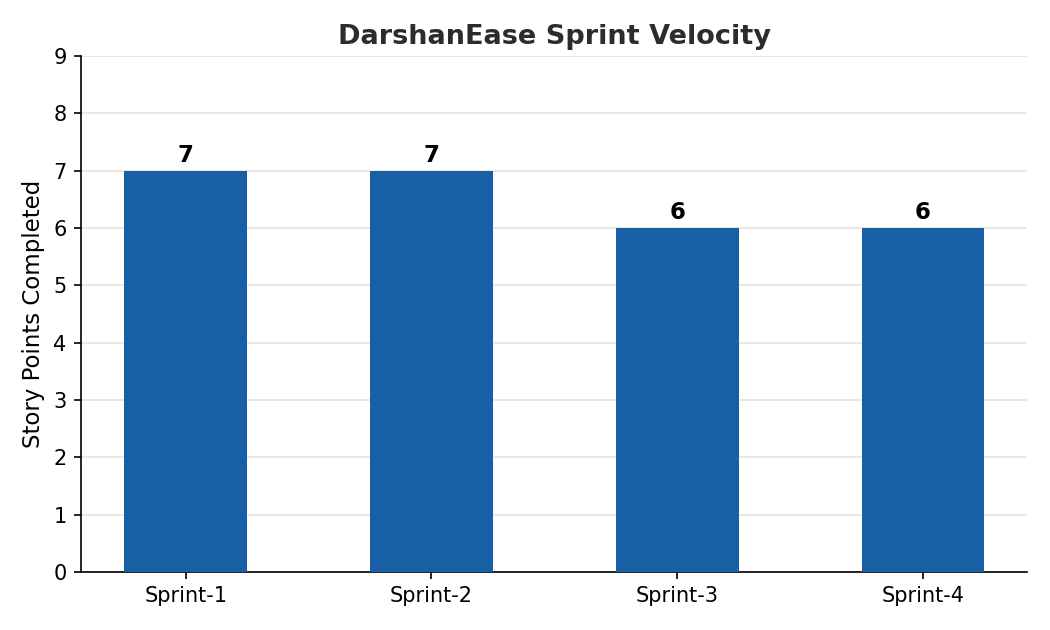 DarshanEase Sprint Velocity
Story Points Completed
9
8
7
6
5
4
3
2
1
0
7
7
6
6
Sprint-1
Sprint-2
Sprint-3
Sprint-4